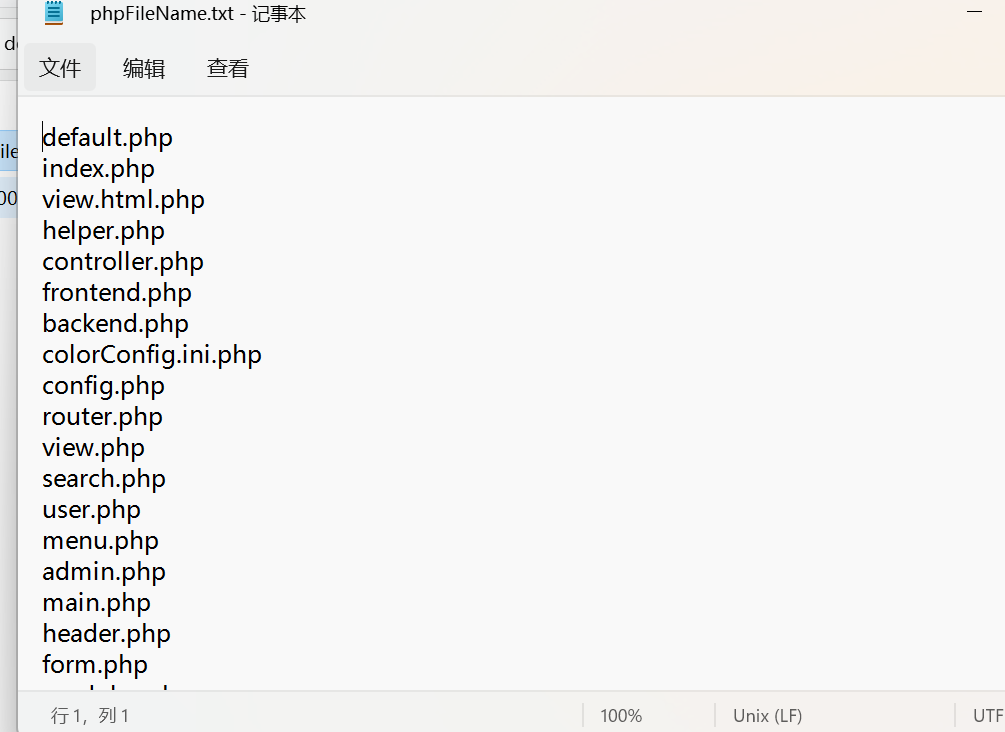 phpFileName.txt - 记事本
文件 编辑 查看
default.php
index.php
view.html.php
helper.php
controller.php
frontend.php
backend.php
colorConfig.ini.php
config.php
router.php
view.php
search.php
user.php
menu.php
admin.php
main.php
header.php
form.php
行 1，列 1 100% Unix (LF) UTF